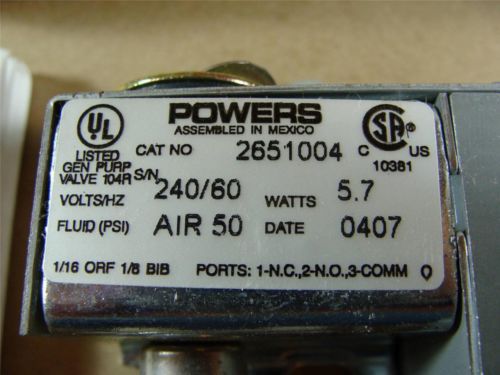 POWERS
ASSEMBLED IN MEXICO
UL
LISTED
GEN PURP
VALVE 104R
CAT NO 2651004
SA
C US
10381
S/N
VOLTS/HZ 240/60 WATTS 5.7
FLUID (PSI) AIR 50 DATE 0407
1/16 ORF 1/8 BIB PORTS: 1-N.C.,2-N.O.,3-COMM